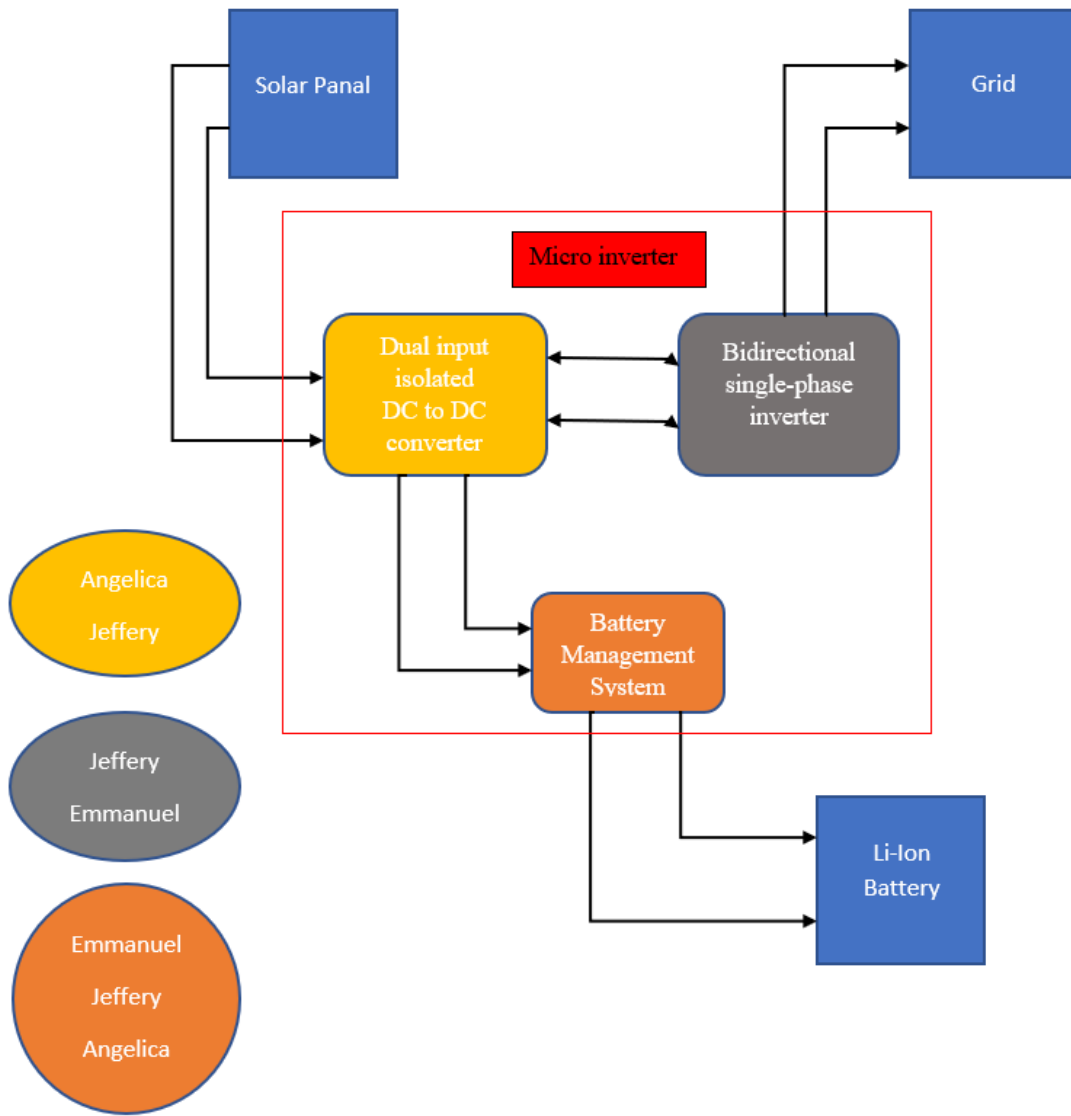 Solar Panal
Grid
Micro inverter
Dual input
isolated
DC to DC
converter
Bidirectional
single-phase
inverter
Angelica
Jeffery
Battery
Management
System
Jeffery
Emmanuel
Li-Ion
Battery
Emmanuel
Jeffery
Angelica